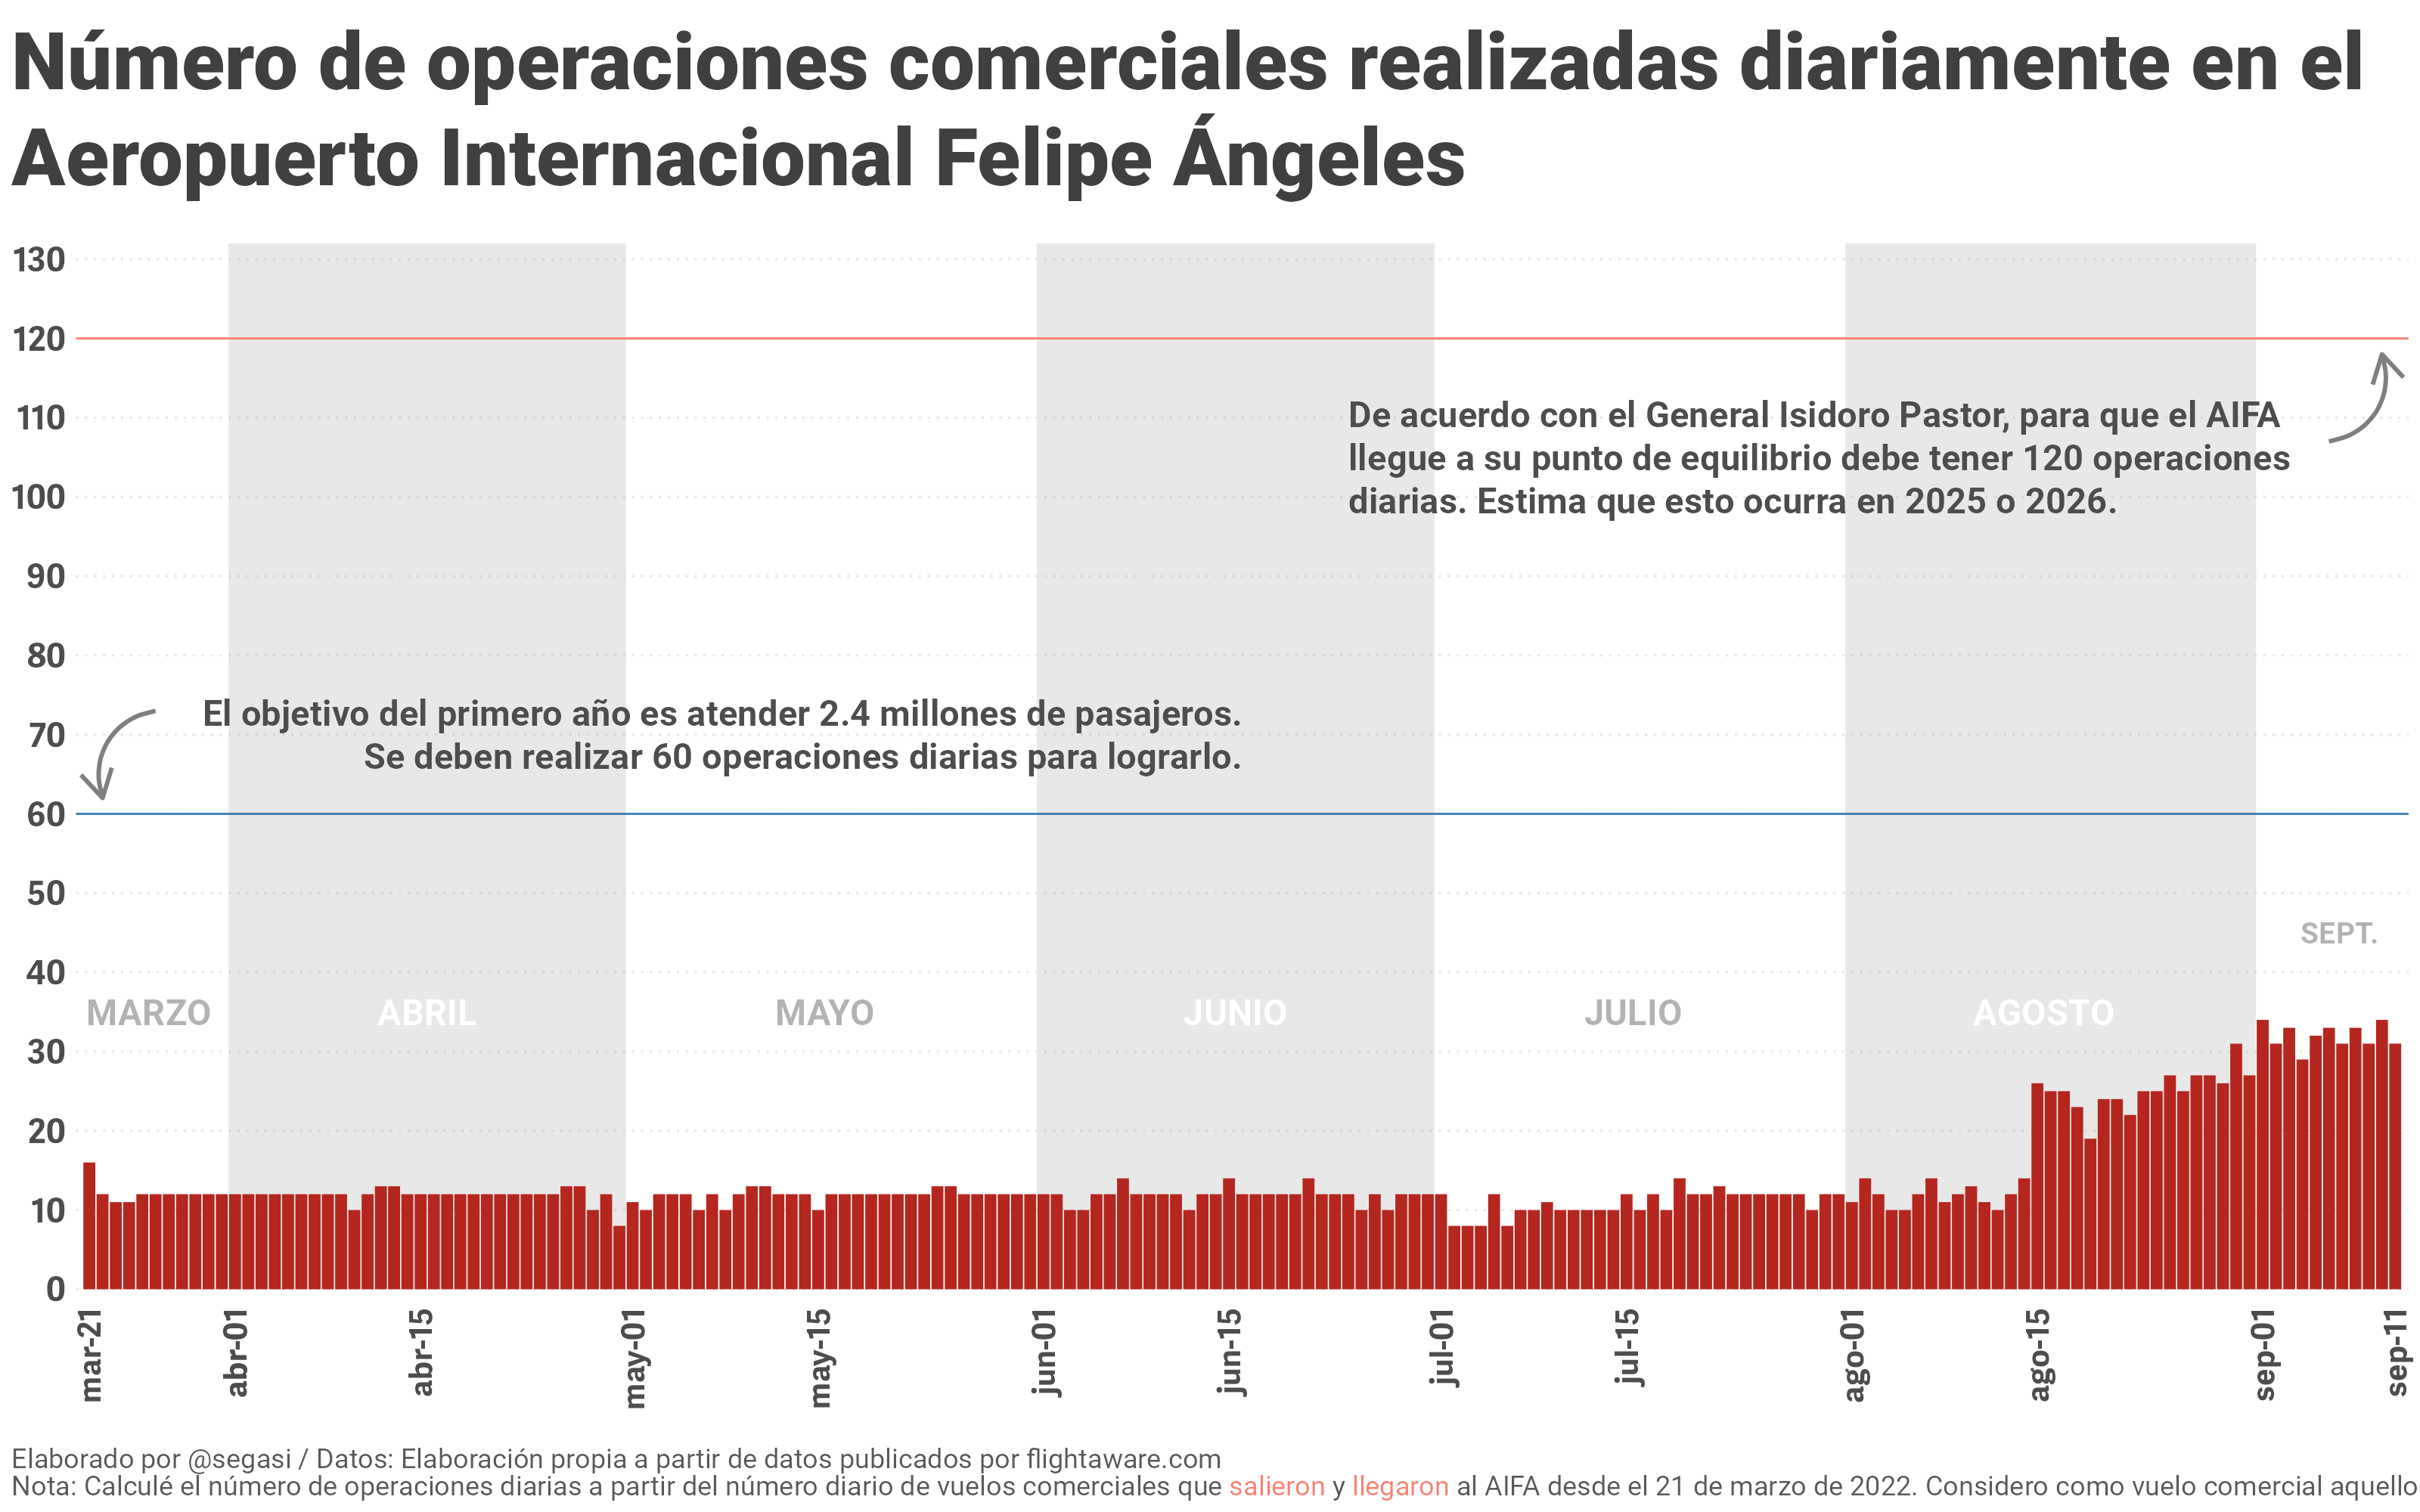 Número de operaciones comerciales realizadas diariamente en el
Aeropuerto Internacional Felipe Ángeles
130
120
110
100
90
80
70
60
50
40
30
20
10
0
De acuerdo con el General Isidoro Pastor, para que el AIFA
llegue a su punto de equilibrio debe tener 120 operaciones
diarias. Estima que esto ocurra en 2025 o 2026.
El objetivo del primero año es atender 2.4 millones de pasajeros.
Se deben realizar 60 operaciones diarias para lograrlo.
SEPT.
MARZO
ABRIL
MAYO
JUNIO
JULIO
AGOSTO
mar-21
abr-01
abr-15
may-01
may-15
jun-01
jun-15
jul-01
jul-15
ago-01
ago-15
sep-01
sep-11
Elaborado por @segasi / Datos: Elaboración propia a partir de datos publicados por flightaware.com
Nota: Calculé el número de operaciones diarias a partir del número diario de vuelos comerciales que salieron y llegaron al AIFA desde el 21 de marzo de 2022. Considero como vuelo comercial aquello